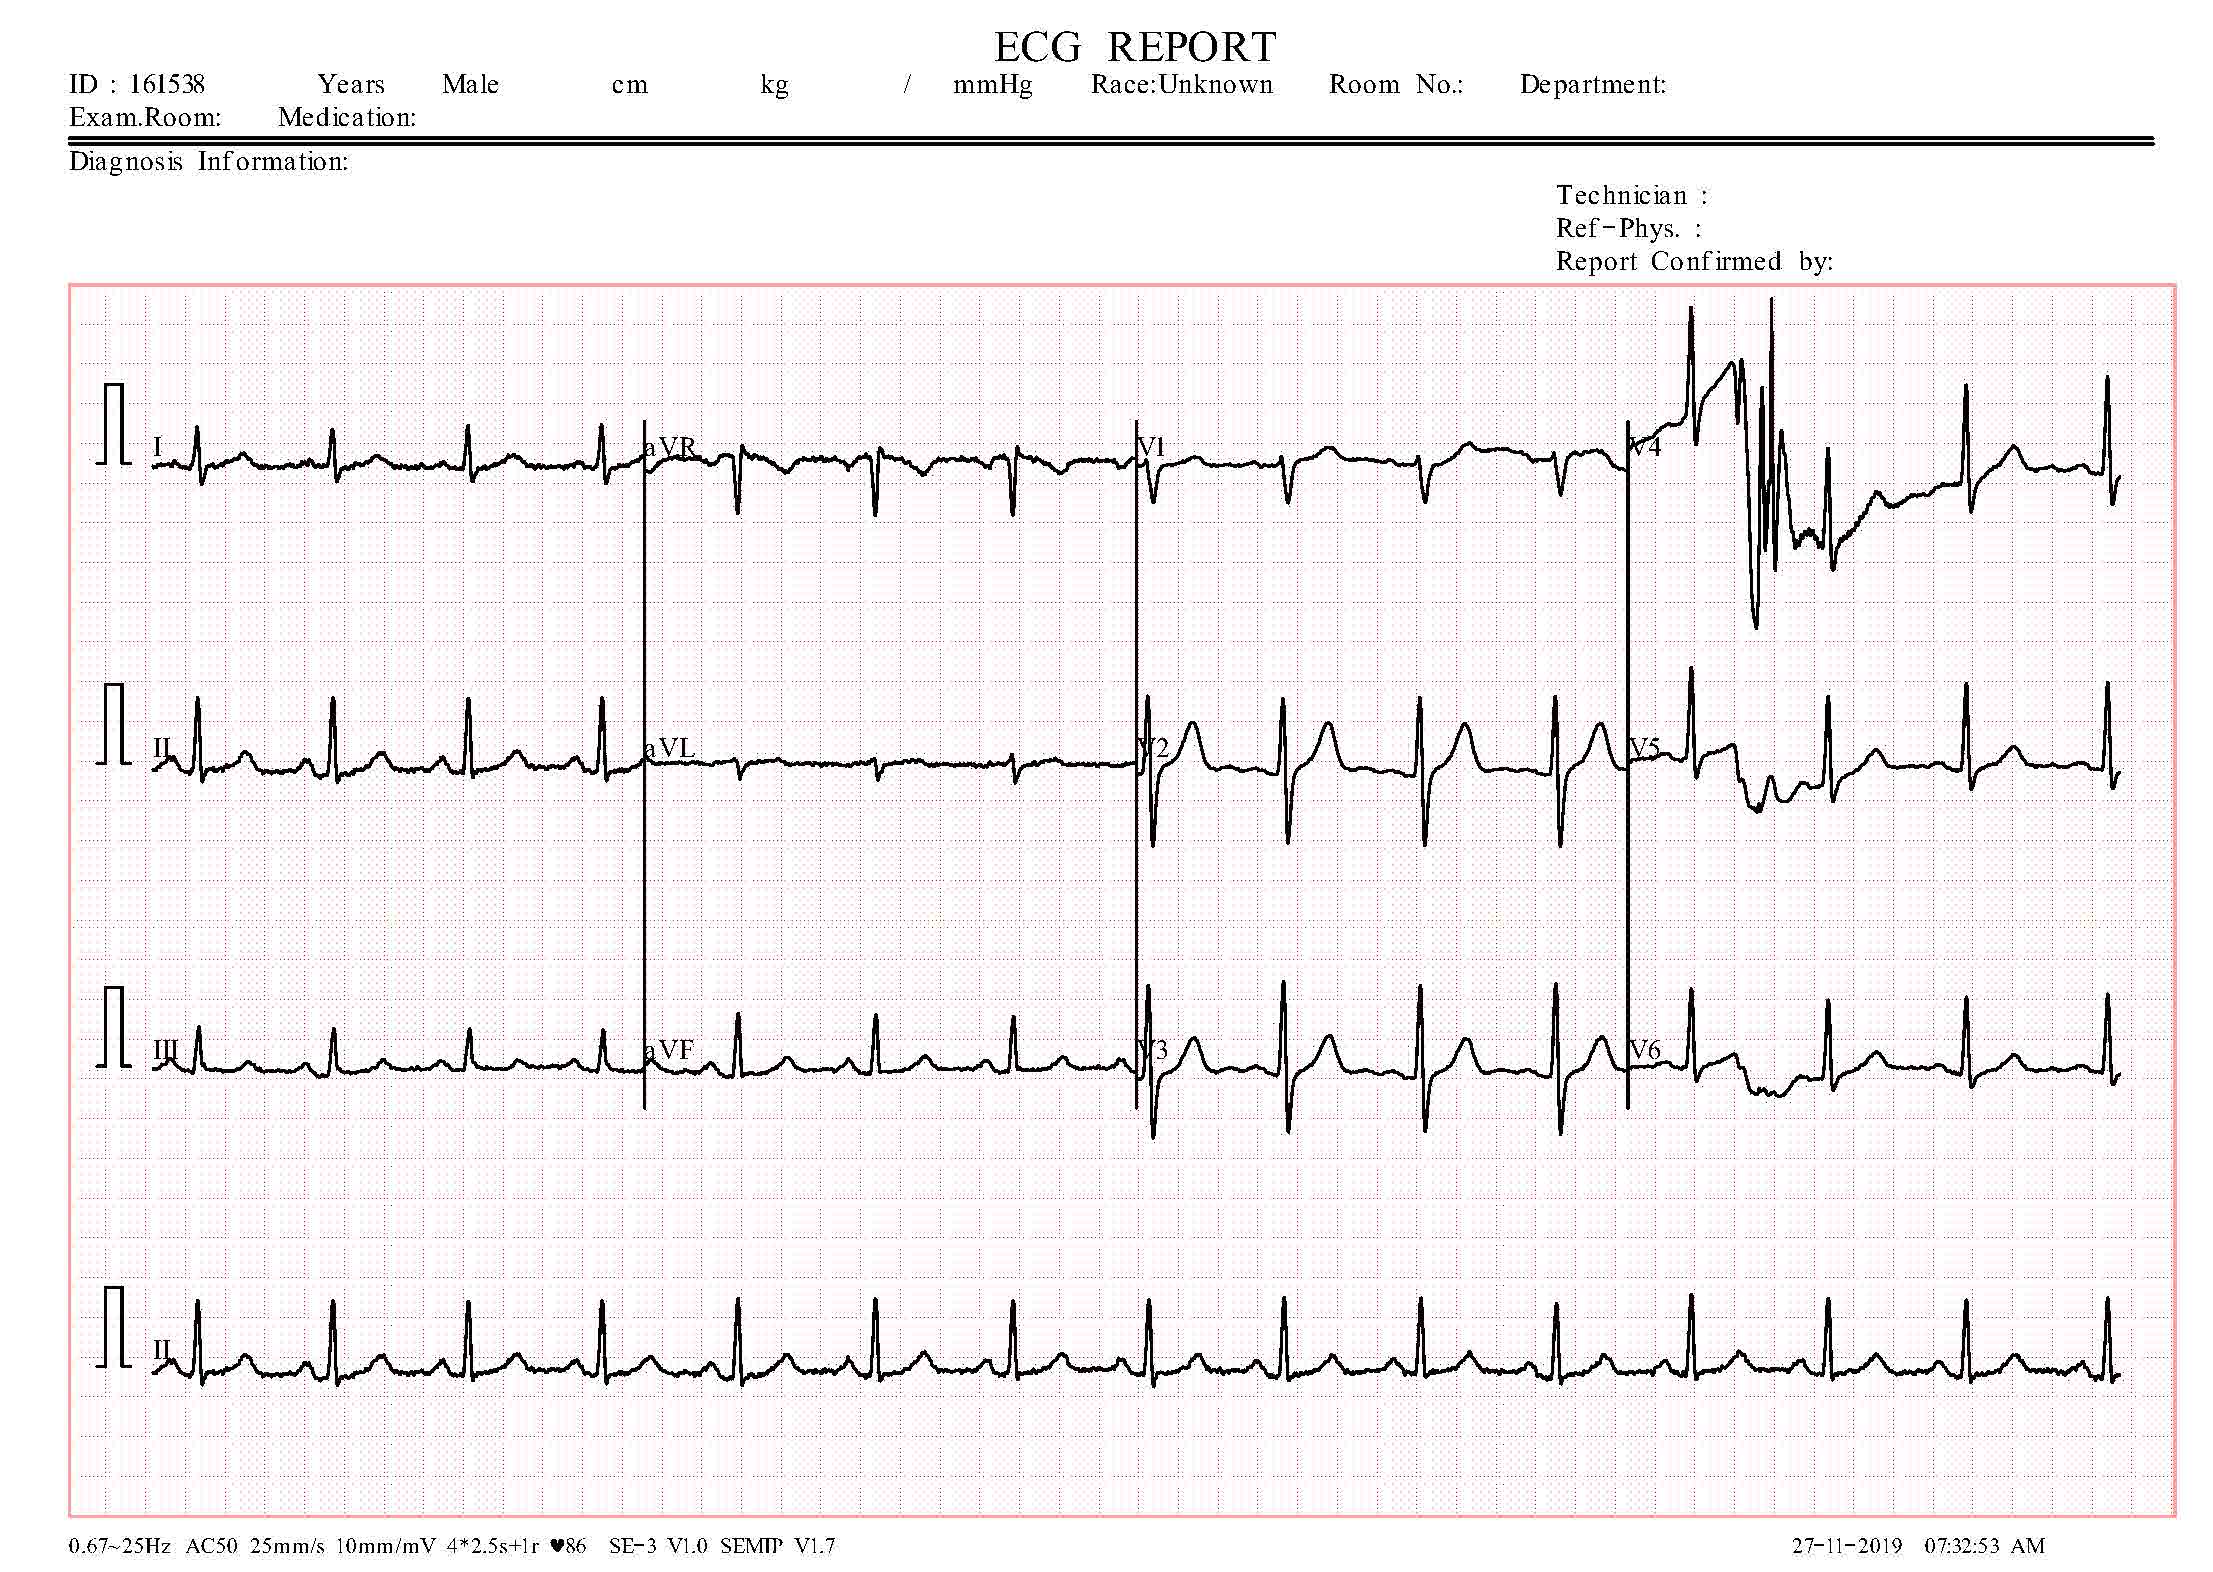 ECG REPORT
ID : 161538 Years Male cm kg / mmHg Race:Unknown Room No.: Department:
Exam.Room: Medication:
Diagnosis Information:
Technician :
Ref-Phys. :
Report Confirmed by:
I aVR V1 V4
II aVL V2 V5
III aVF V3 V6
II
0.67~25Hz AC50 25mm/s 10mm/mV 4*2.5s+1r ♥86 SE-3 V1.0 SEMIP V1.7 27-11-2019 07:32:53 AM